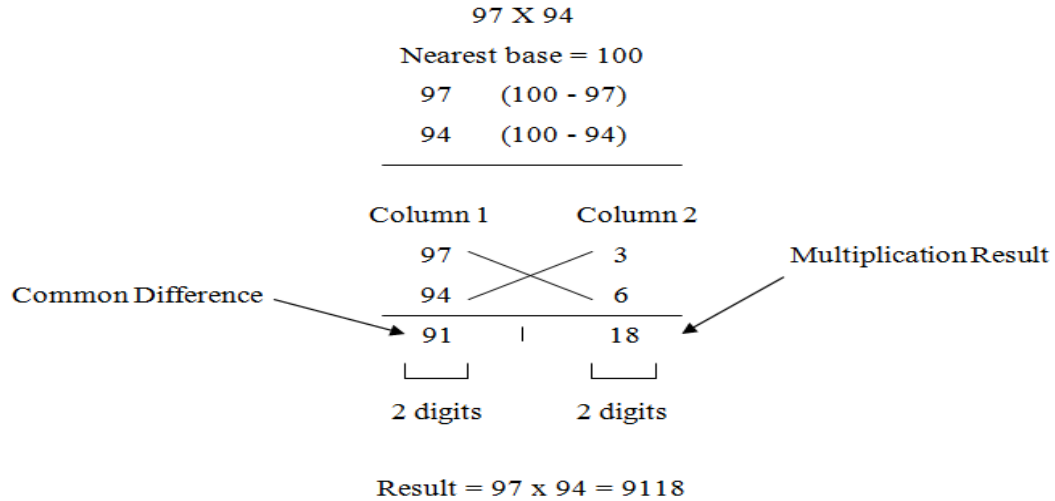 97 X 94
Nearest base = 100
97 (100 - 97)
94 (100 - 94)
Column 1 Column 2
97 3
Multiplication Result
Common Difference
94 6
91 | 18
2 digits 2 digits
Result = 97 x 94 = 9118